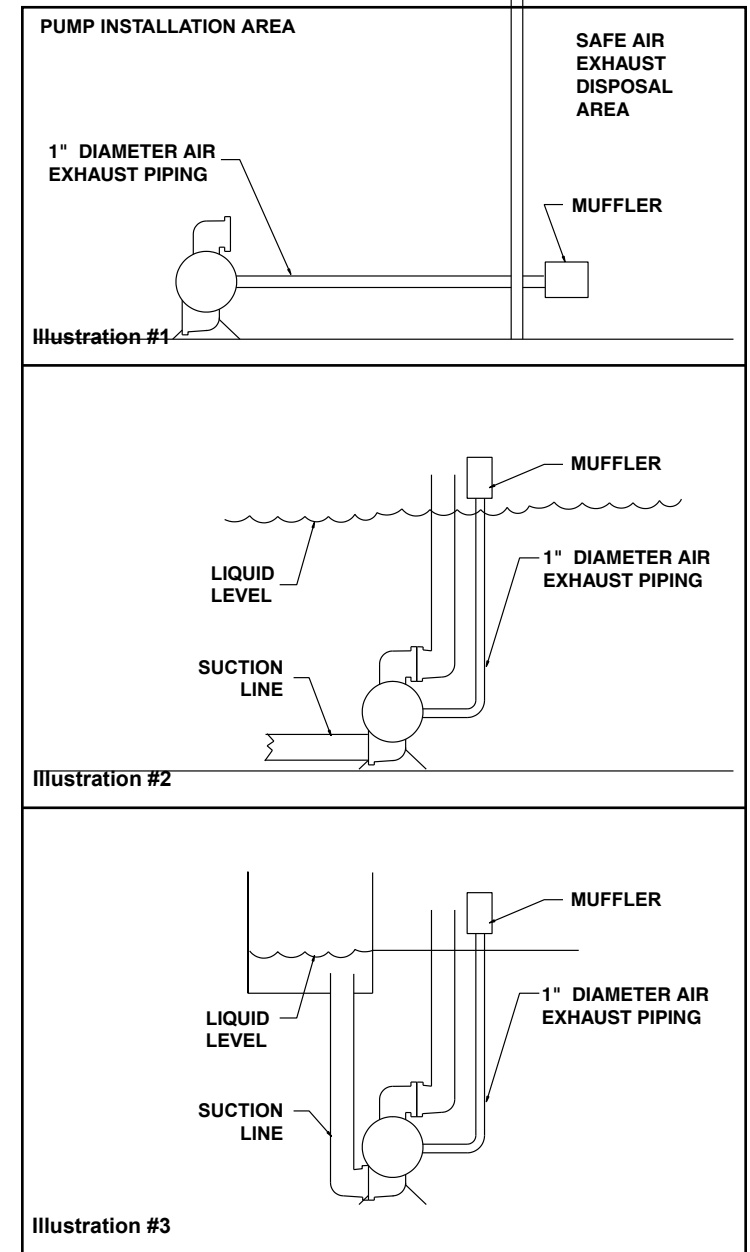 PUMP INSTALLATION AREA
SAFE AIR
EXHAUST
DISPOSAL
AREA
1" DIAMETER AIR
EXHAUST PIPING
MUFFLER
Illustration #1
MUFFLER
LIQUID
LEVEL
1" DIAMETER AIR
EXHAUST PIPING
SUCTION
LINE
Illustration #2
MUFFLER
LIQUID
LEVEL
1" DIAMETER AIR
EXHAUST PIPING
SUCTION
LINE
Illustration #3